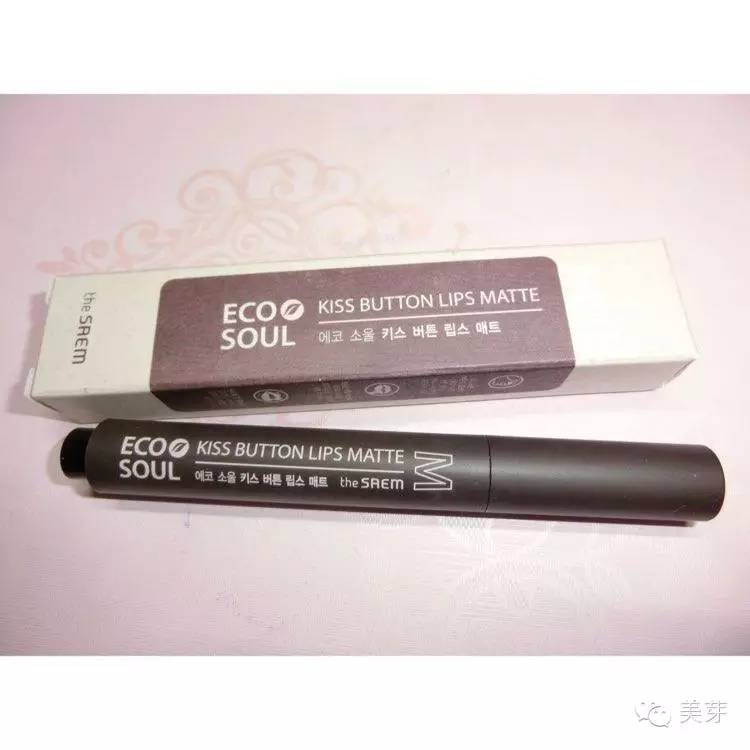 the SAEM
ECO SOUL
KISS BUTTON LIPS MATTE
에코 소울 키스 버튼 립스 매트
ECO SOUL
KISS BUTTON LIPS MATTE
에코 소울 키스 버튼 립스 매트 the SAEM
M
美芽